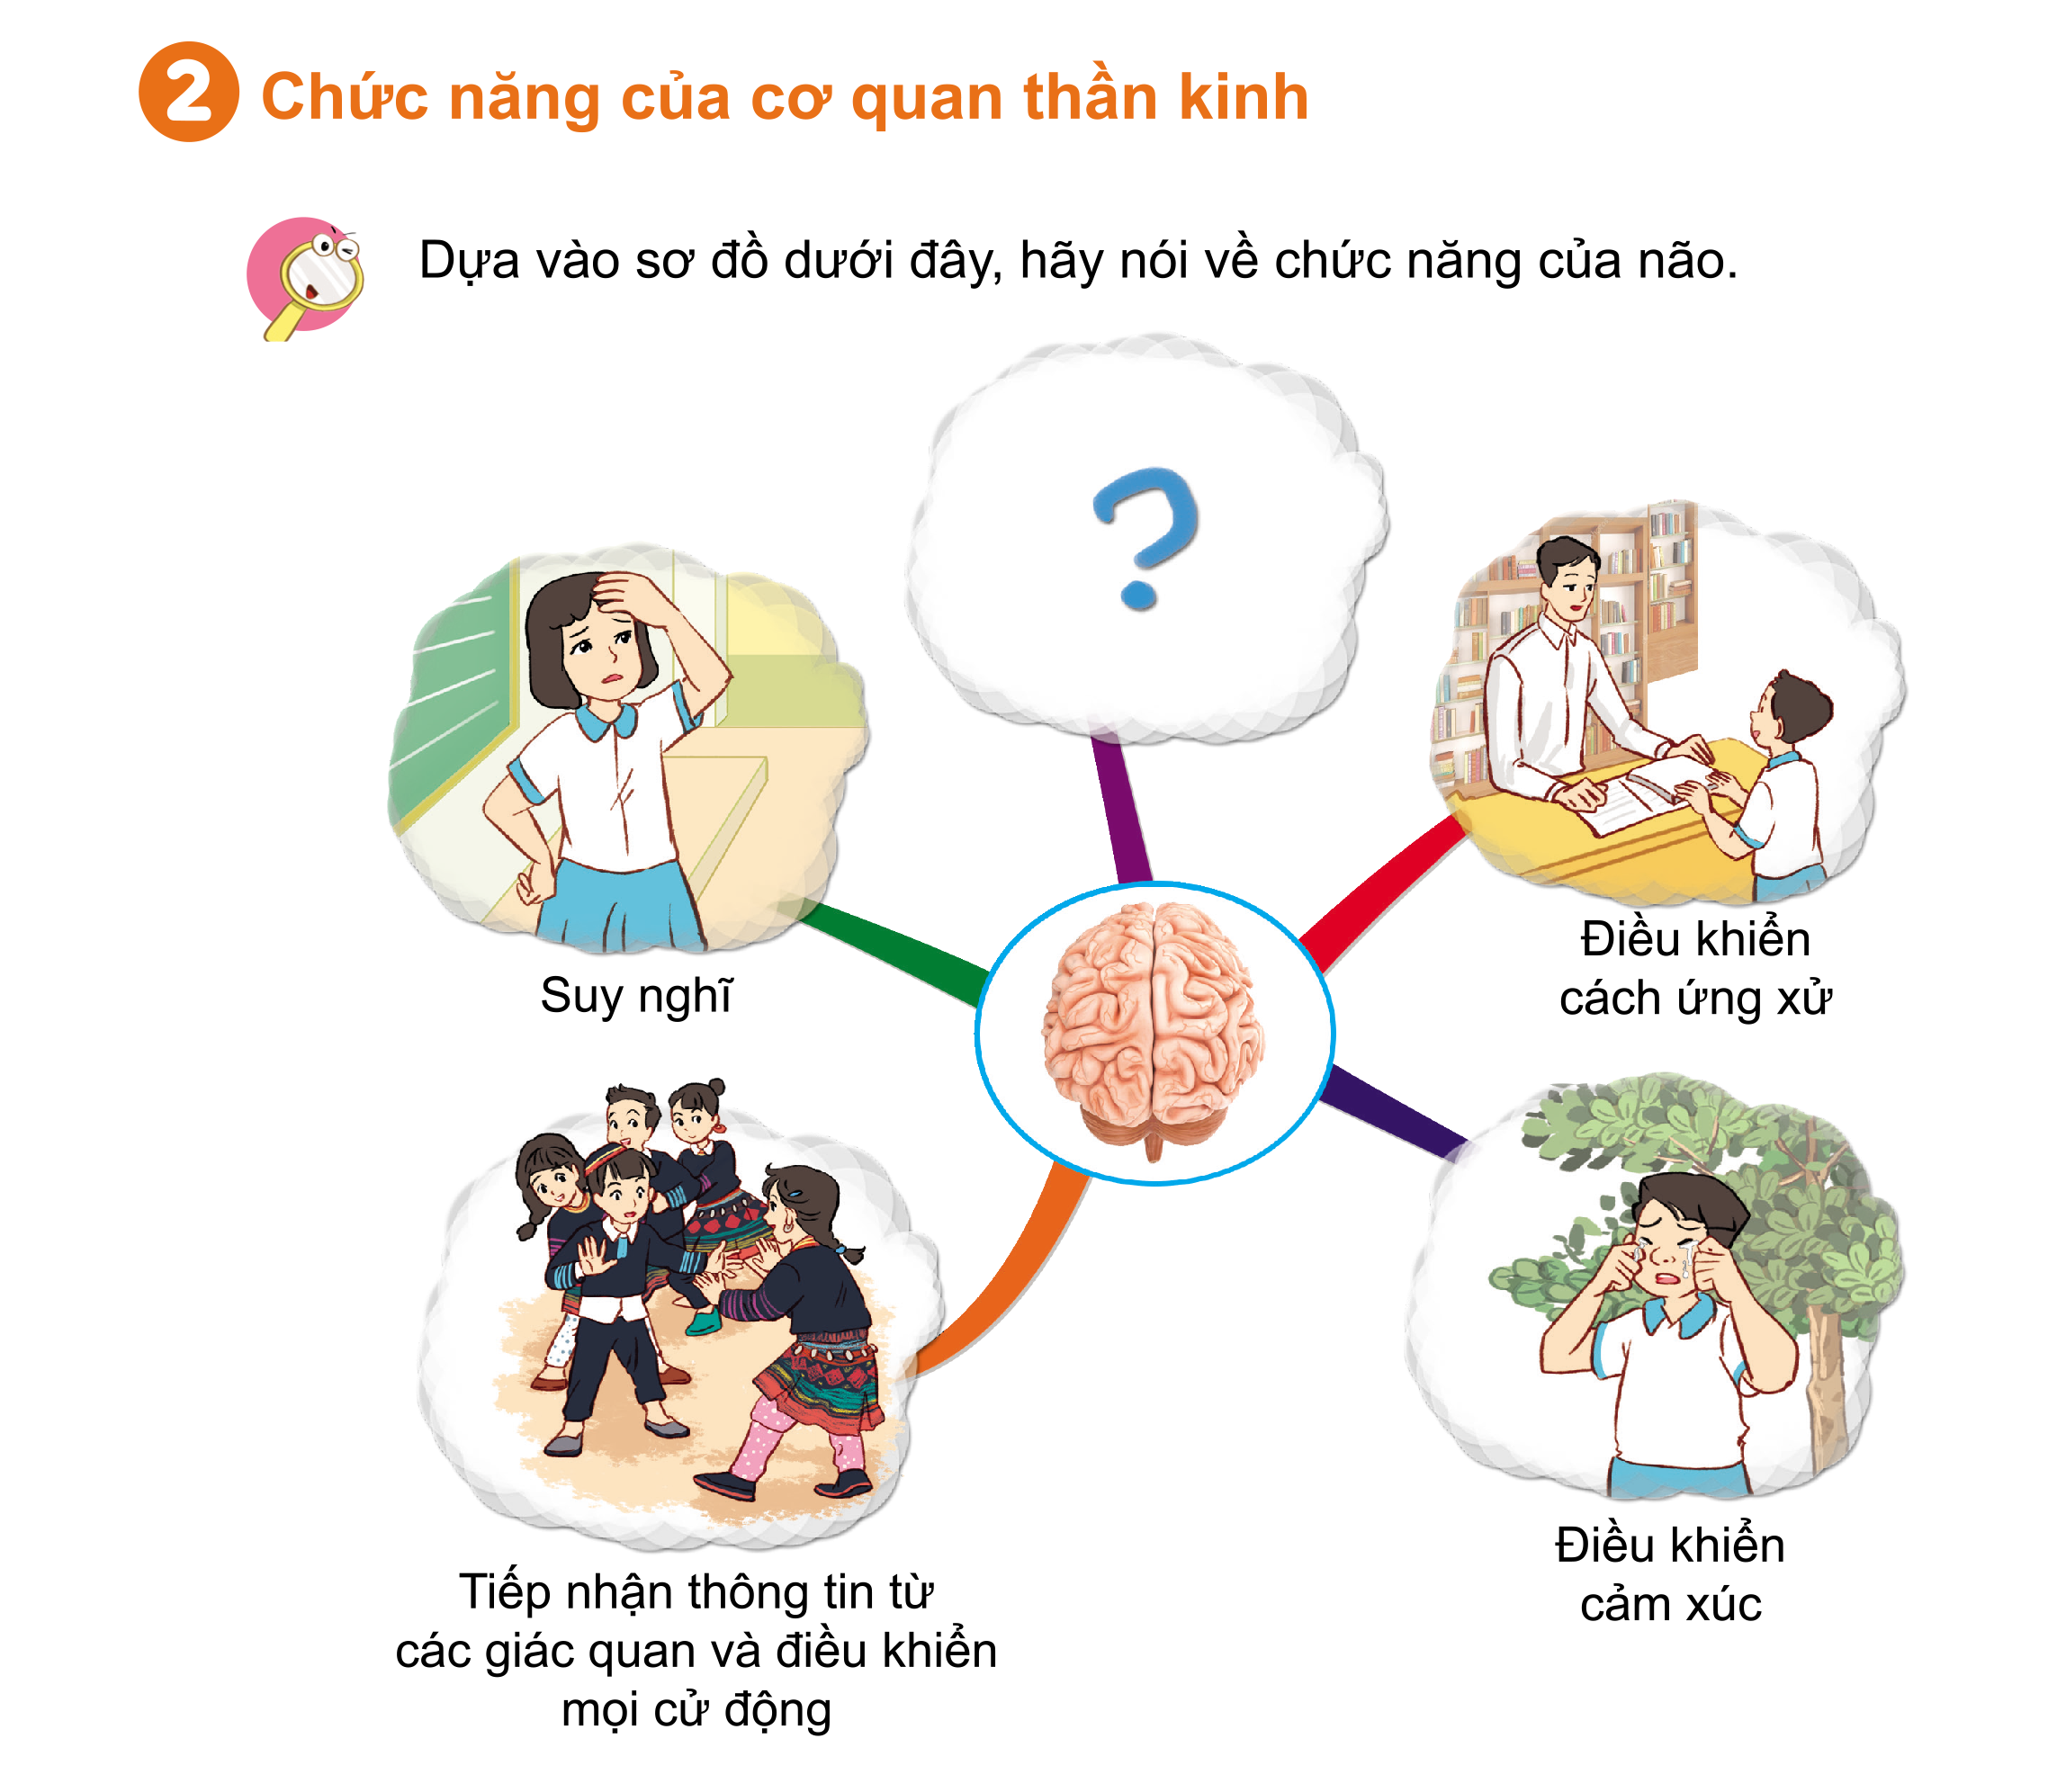 2 Chức năng của cơ quan thần kinh
Dựa vào sơ đồ dưới đây, hãy nói về chức năng của não.
?
Suy nghĩ
Điều khiển
cách ứng xử
Tiếp nhận thông tin từ
các giác quan và điều khiển
mọi cử động
Điều khiển
cảm xúc